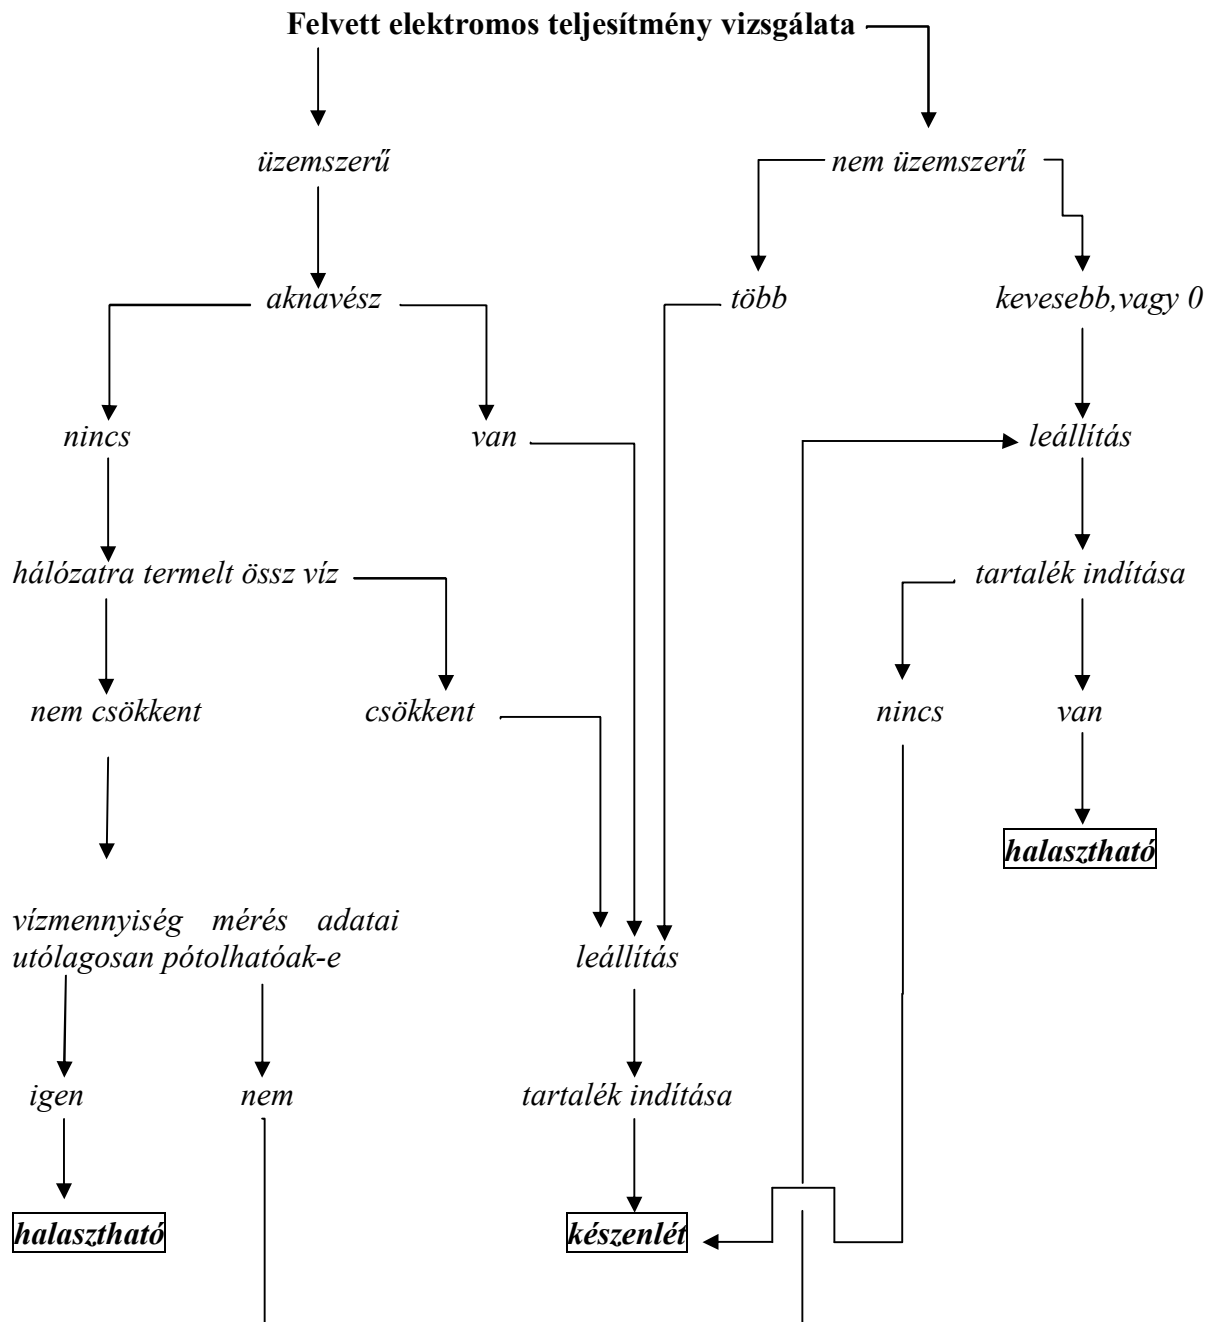 Felvett elektromos teljesítmény vizsgálata
üzemszerű
nem üzemszerű
aknavész
több
kevesebb,vagy 0
nincs
van
leállítás
hálózatra termelt össz víz
tartalék indítása
nem csökkent
csökkent
nincs
van
halasztható
vízmennyiség mérés adatai
utólagosan pótolhatóak-e
leállítás
igen
nem
tartalék indítása
halasztható
készenlét